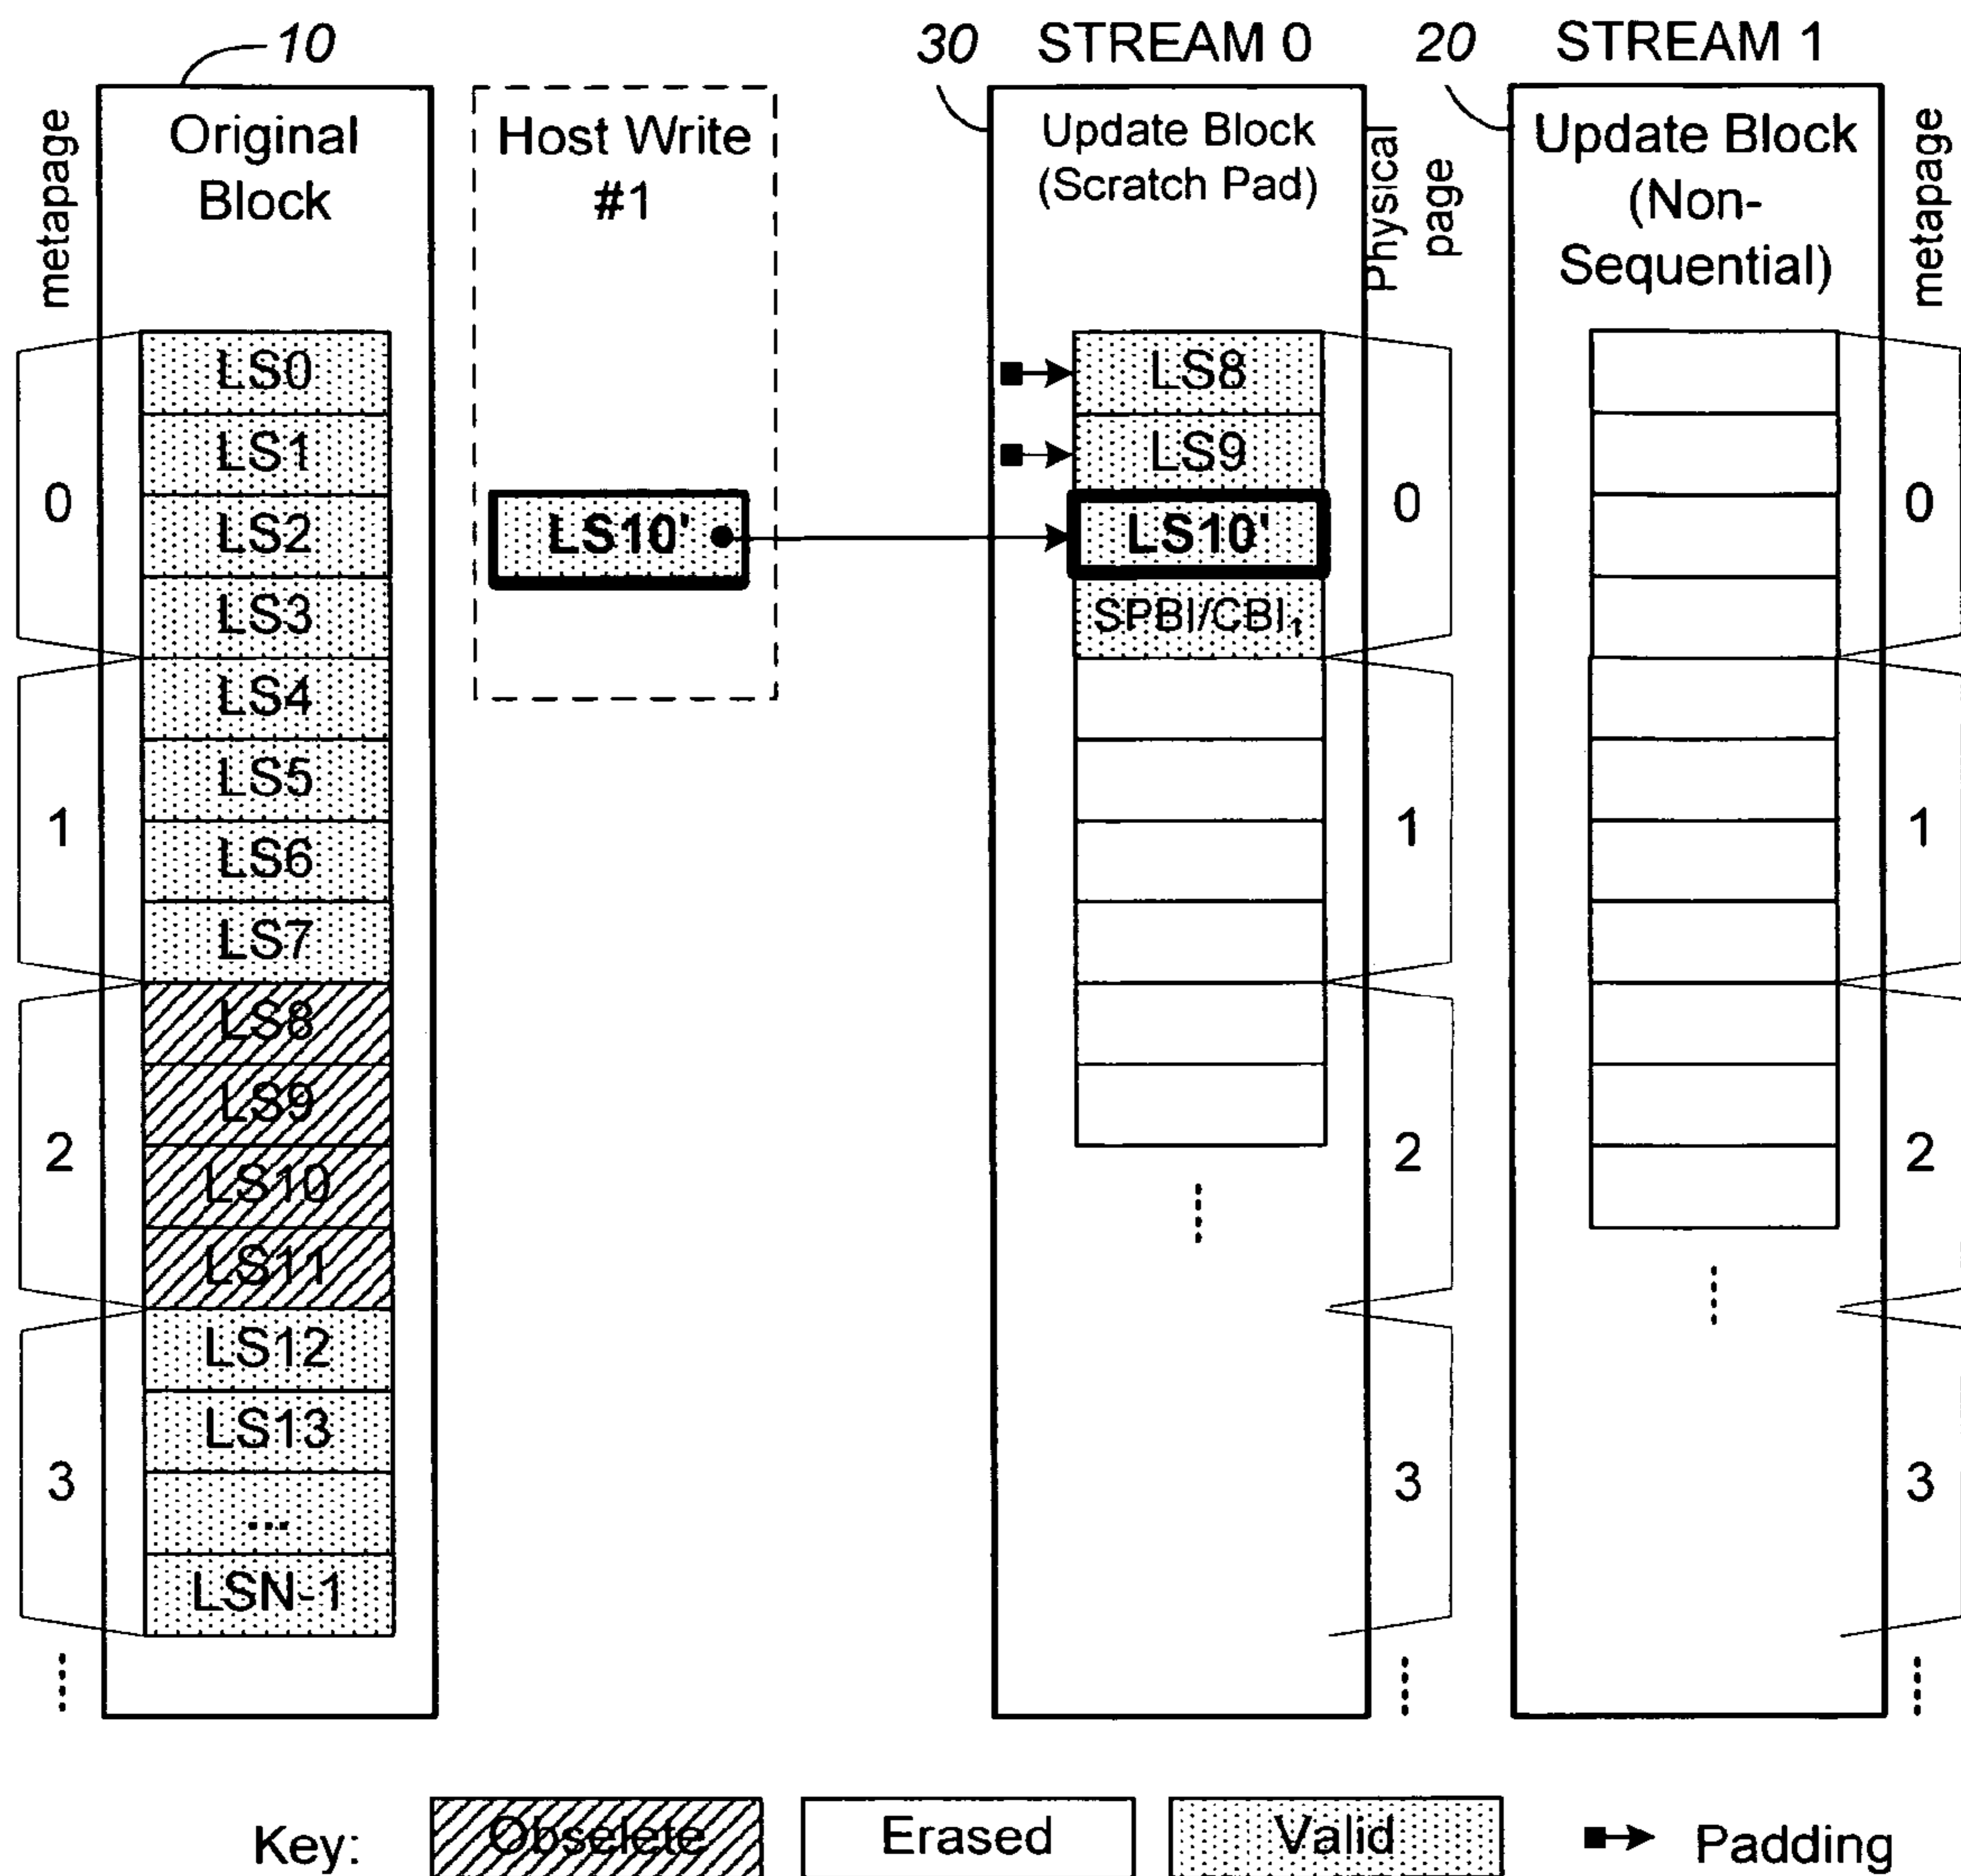 10
30
STREAM 0
20
STREAM 1
metapage
Original
Block
Host Write
#1
Update Block
(Scratch Pad)
Physical
page
Update Block
(Non-
Sequential)
metapage
LS0
LS1
LS2
LS3
LS4
LS5
LS6
LS7
LS8
LS9
LS10
LS11
LS12
LS13
...
LSN-1
0
1
2
3
LS10'
LS8
LS9
LS10'
SPBI/CBI1
0
1
2
3
0
1
2
3
Key:
Obselete
Erased
Valid
Padding